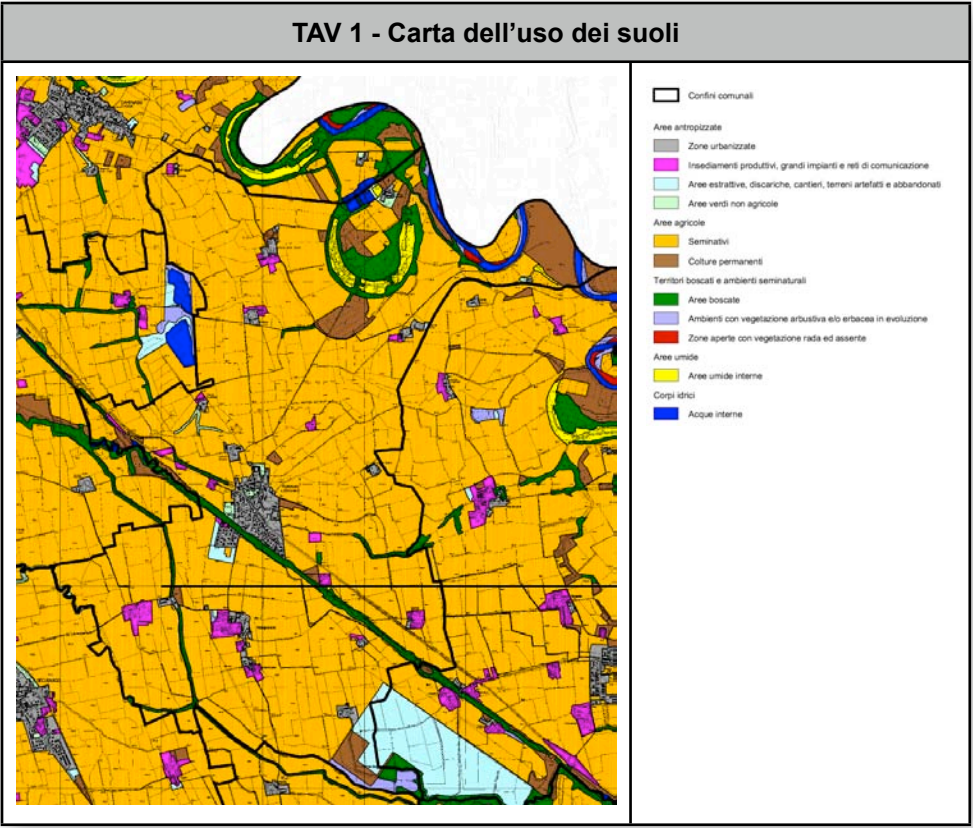 TAV 1 - Carta dell’uso dei suoli
Confini comunali
Aree antropizzate
Zone urbanizzate
Insediamenti produttivi, grandi impianti e reti di comunicazione
Aree estrattive, discariche, cantieri, terreni artefatti e abbandonati
Aree verdi non agricole
Aree agricole
Seminativi
Colture permanenti
Territori boscati e ambienti seminaturali
Aree boscate
Ambienti con vegetazione arbustiva e/o erbacea in evoluzione
Zone aperte con vegetazione rada ed assente
Aree umide
Aree umide interne
Corpi idrici
Acque interne